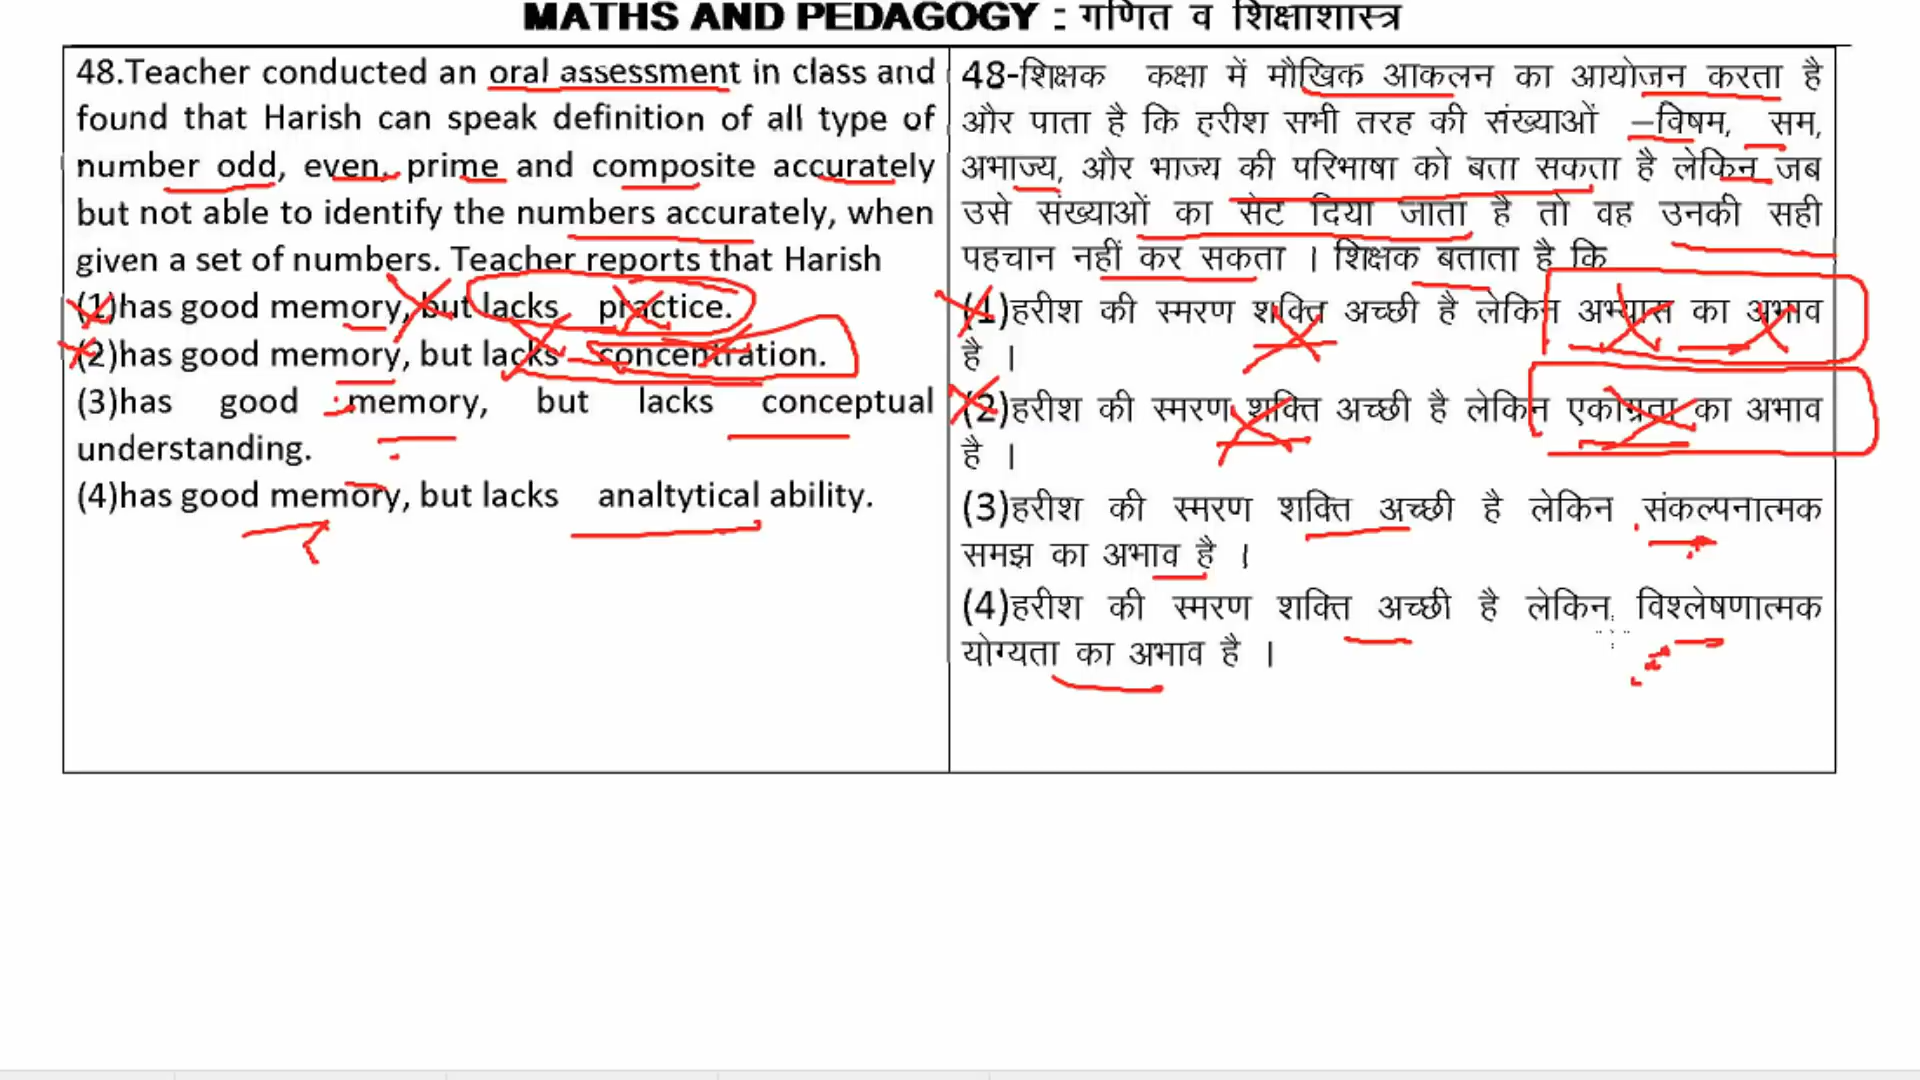 MATHS AND PEDAGOGY : गणित व शिक्षाशास्त्र
48.Teacher conducted an oral assessment in class and
found that Harish can speak definition of all type of
number odd, even, prime and composite accurately
but not able to identify the numbers accurately, when
given a set of numbers. Teacher reports that Harish
(1)has good memory, but lacks practice.
(2)has good memory, but lacks concentration.
(3)has good memory, but lacks conceptual
understanding.
(4)has good memory, but lacks analtytical ability.
48-शिक्षक कक्षा में मौखिक आकलन का आयोजन करता है
और पाता है कि हरीश सभी तरह की संख्याओं –विषम, सम,
अभाज्य, और भाज्य की परिभाषा को बता सकता है लेकिन जब
उसे संख्याओं का सेट दिया जाता है तो वह उनकी सही
पहचान नहीं कर सकता । शिक्षक बताता है कि
(1)हरीश की स्मरण शक्ति अच्छी है लेकिन अभ्यास का अभाव
है ।
(2)हरीश की स्मरण शक्ति अच्छी है लेकिन एकाग्रता का अभाव
है ।
(3)हरीश की स्मरण शक्ति अच्छी है लेकिन संकल्पनात्मक
समझ का अभाव है ।
(4)हरीश की स्मरण शक्ति अच्छी है लेकिन विश्लेषणात्मक
योग्यता का अभाव है ।